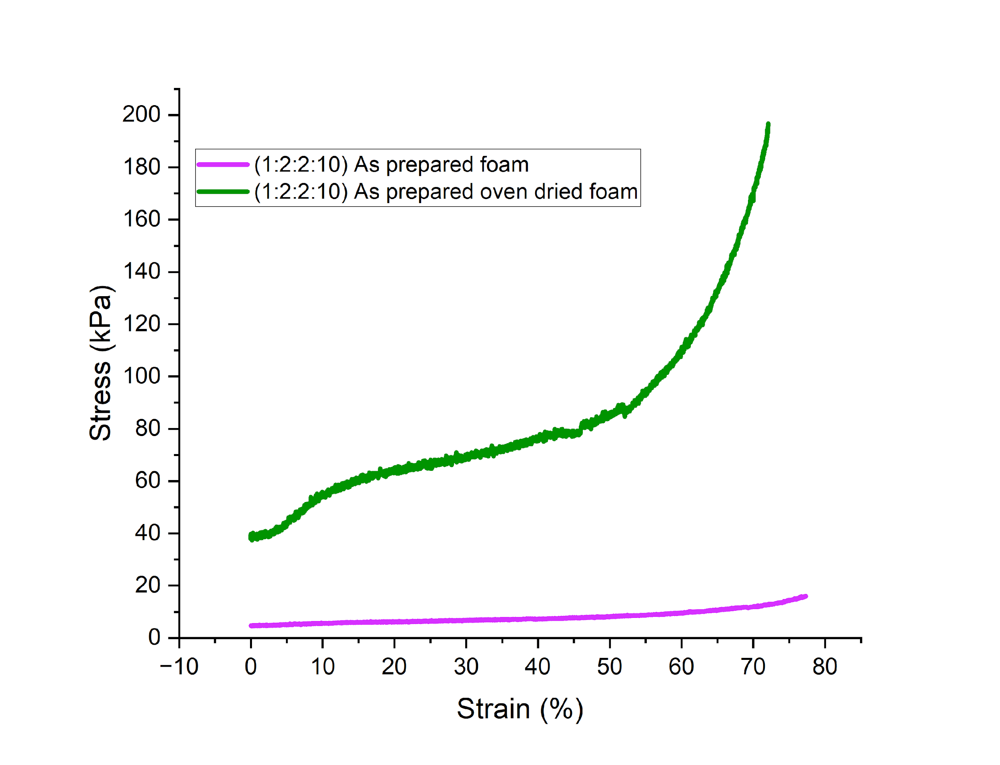 200
180
160
140
120
100
80
60
40
20
0
Stress (kPa)
(1:2:2:10) As prepared foam
(1:2:2:10) As prepared oven dried foam
−10 0 10 20 30 40 50 60 70 80
Strain (%)